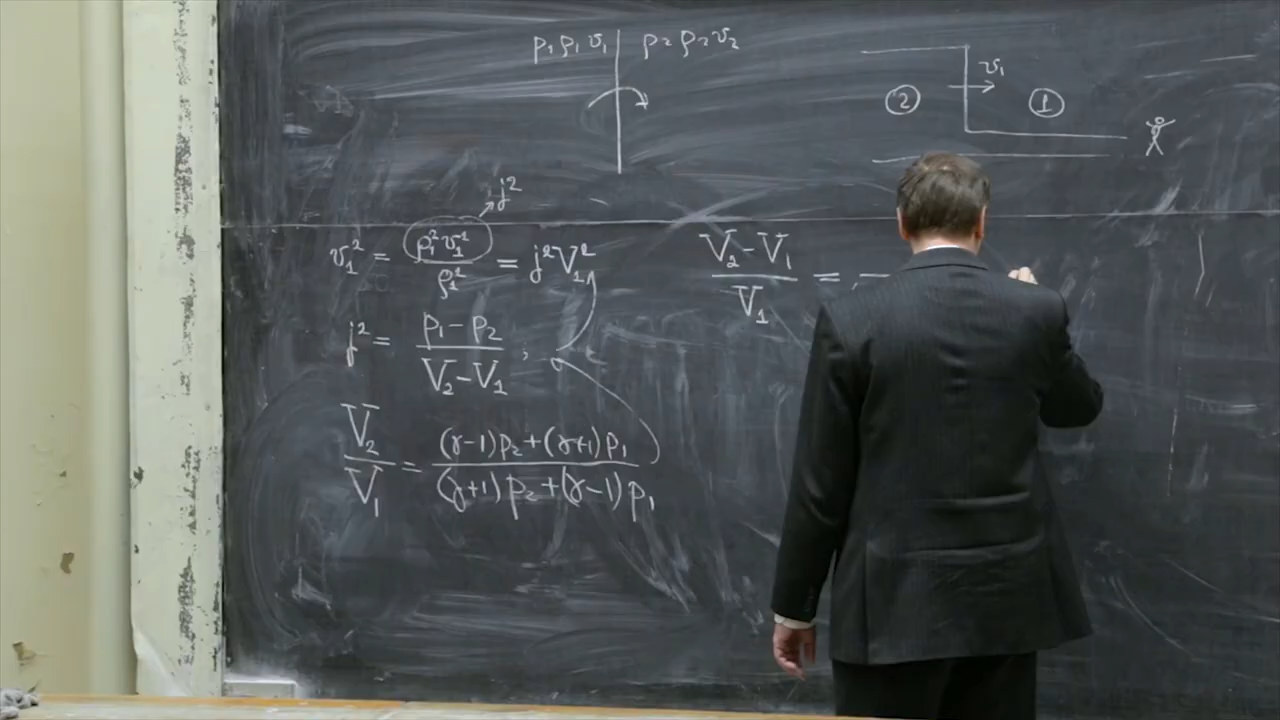 p₁ ρ₁ v₁ | p₂ ρ₂ v₂
v₁
② ①
j²
v₁² = ρ₁² v₁² / ρ₁² = j² V₁²
j² = (p₁ - p₂) / (V₂ - V₁),
V₂ / V₁ = ((γ-1)p₂ + (γ+1)p₁) / ((γ+1)p₂ + (γ-1)p₁)
(V₂ - V₁) / V₁ =